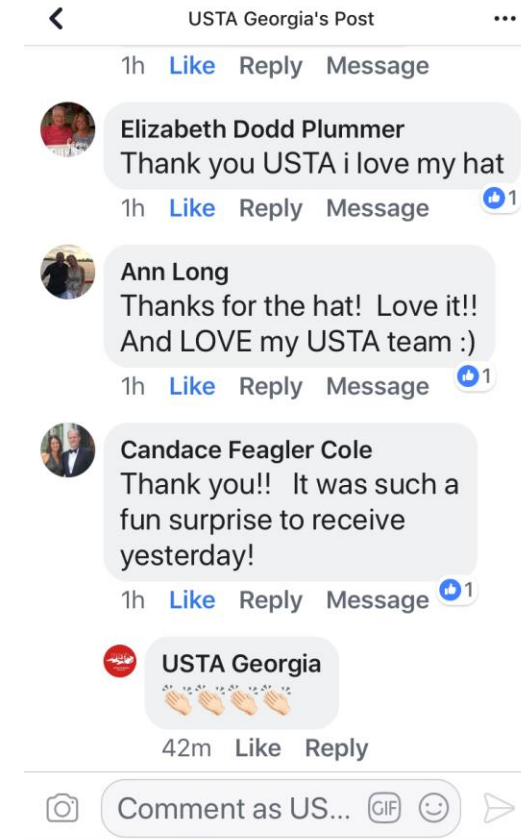 USTA Georgia's Post
1h Like Reply Message
Elizabeth Dodd Plummer
Thank you USTA i love my hat
1h Like Reply Message
1
Ann Long
Thanks for the hat!  Love it!!
And LOVE my USTA team :)
1h Like Reply Message
1
Candace Feagler Cole
Thank you!!   It was such a
fun surprise to receive
yesterday!
1h Like Reply Message
1
USTA Georgia
👏🏻👏🏻👏🏻👏🏻
42m Like Reply
Comment as US... GIF